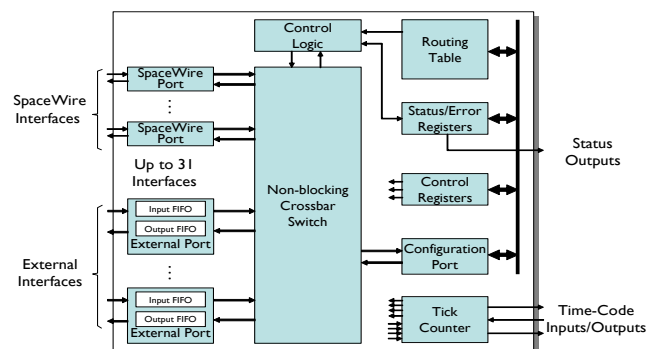 Control
Logic
Routing
Table
SpaceWire
Port
SpaceWire
Interfaces
SpaceWire
Port
Status/Error
Registers
Status
Outputs
Up to 31
Interfaces
Non-blocking
Crossbar
Switch
Control
Registers
Input FIFO
Output FIFO
External Port
Configuration
Port
External
Interfaces
Input FIFO
Output FIFO
External Port
Tick
Counter
Time-Code
Inputs/Outputs